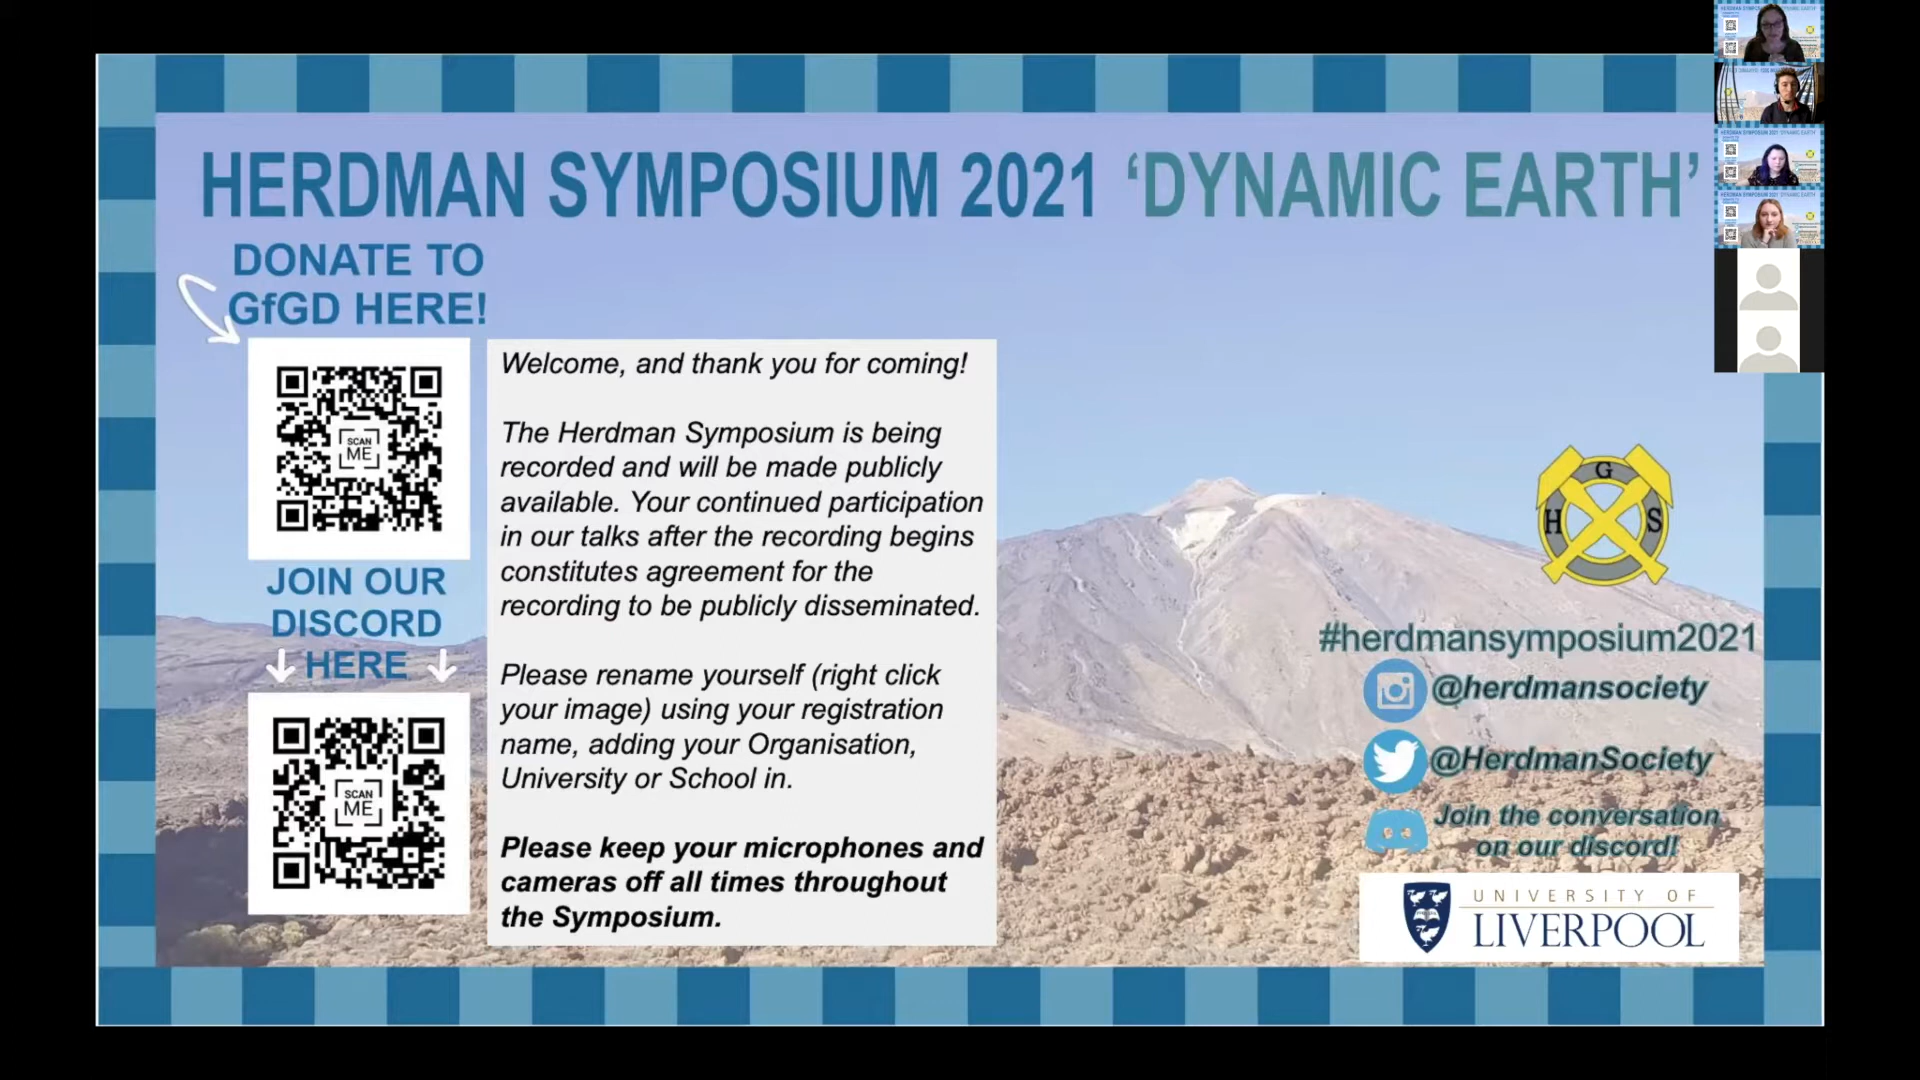 HERDMAN SYMPOSIUM 2021 ‘DYNAMIC EARTH’
DONATE TO
GfGD HERE!
SCAN
ME
JOIN OUR
DISCORD
HERE
SCAN
ME
Welcome, and thank you for coming!
The Herdman Symposium is being
recorded and will be made publicly
available. Your continued participation
in our talks after the recording begins
constitutes agreement for the
recording to be publicly disseminated.
Please rename yourself (right click
your image) using your registration
name, adding your Organisation,
University or School in.
Please keep your microphones and
cameras off all times throughout
the Symposium.
G
H S
#herdmansymposium2021
@herdmansociety
@HerdmanSociety
Join the conversation
on our discord!
UNIVERSITY OF
LIVERPOOL